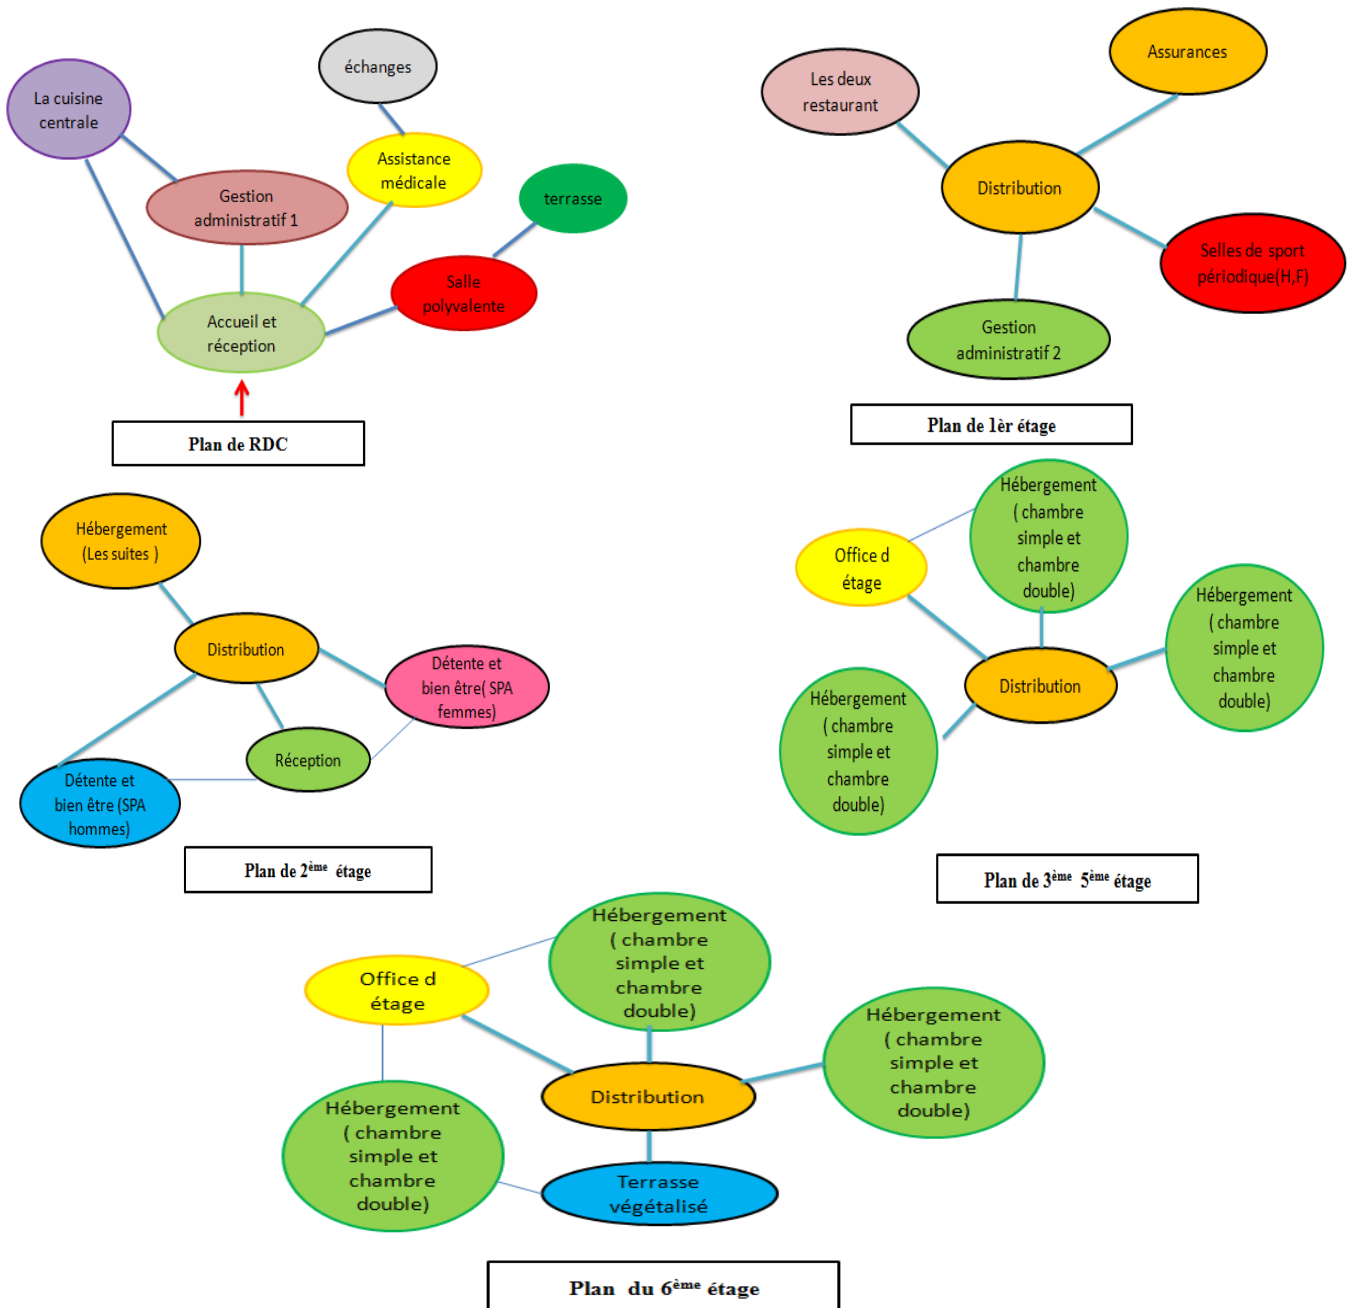 échanges
La cuisine
centrale
Assistance
médicale
Gestion
administratif 1
terrasse
Salle
polyvalente
Accueil et
réception
Plan de RDC
Assurances
Les deux
restaurant
Distribution
Selles de sport
périodique(H,F)
Gestion
administratif 2
Plan de 1èr étage
Hébergement
(Les suites )
Distribution
Détente et
bien être( SPA
femmes)
Réception
Détente et
bien être (SPA
hommes)
Plan de 2ème étage
Hébergement
( chambre
simple et
chambre
double)
Office d
étage
Hébergement
( chambre
simple et
chambre
double)
Distribution
Hébergement
( chambre
simple et
chambre
double)
Plan de 3ème 5ème étage
Hébergement
( chambre
simple et
chambre
double)
Office d
étage
Hébergement
( chambre
simple et
chambre
double)
Distribution
Hébergement
( chambre
simple et
chambre
double)
Terrasse
végétalisé
Plan du 6ème étage